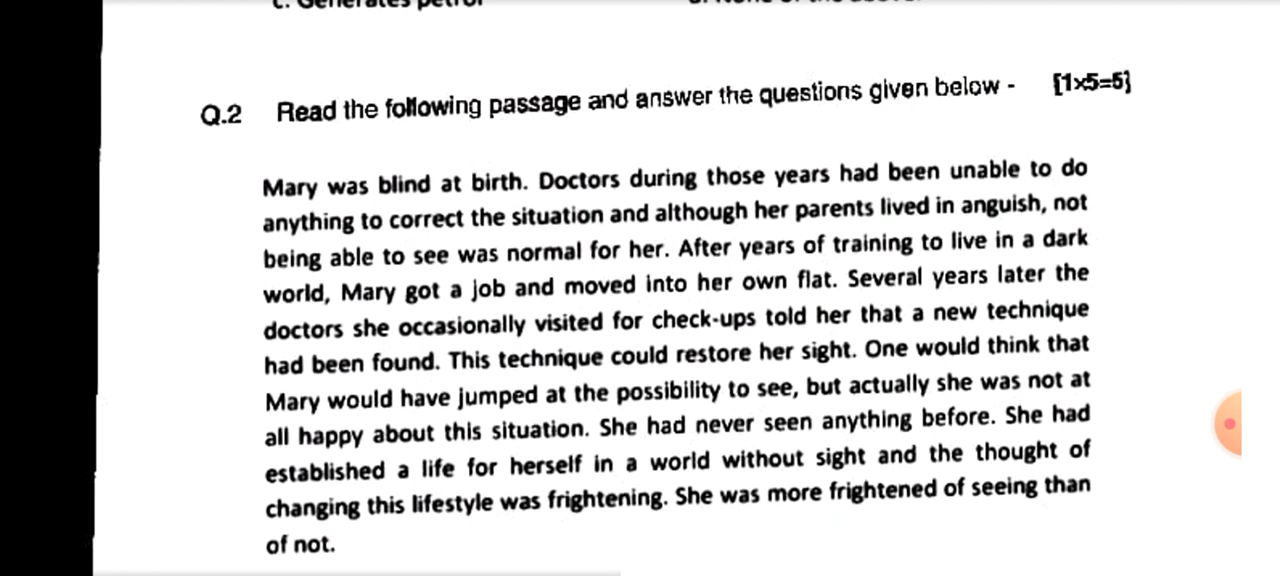 c. Generates petrol
Q.2 Read the following passage and answer the questions given below - [1×5=5]
Mary was blind at birth. Doctors during those years had been unable to do
anything to correct the situation and although her parents lived in anguish, not
being able to see was normal for her. After years of training to live in a dark
world, Mary got a job and moved into her own flat. Several years later the
doctors she occasionally visited for check-ups told her that a new technique
had been found. This technique could restore her sight. One would think that
Mary would have jumped at the possibility to see, but actually she was not at
all happy about this situation. She had never seen anything before. She had
established a life for herself in a world without sight and the thought of
changing this lifestyle was frightening. She was more frightened of seeing than
of not.